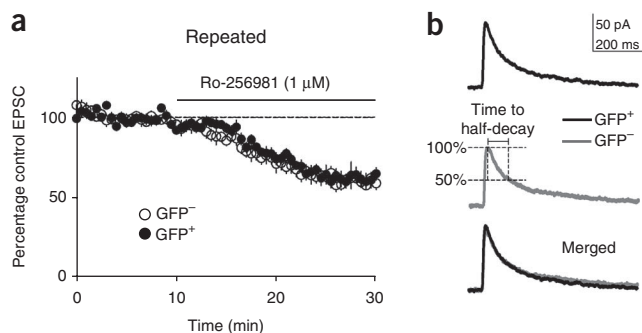 a
Repeated
Ro-256981 (1 µM)
Percentage control EPSC
100
50
0
GFP⁻
GFP⁺
0
10
20
30
Time (min)
b
50 pA
200 ms
Time to
half-decay
GFP⁺
GFP⁻
100%
50%
Merged